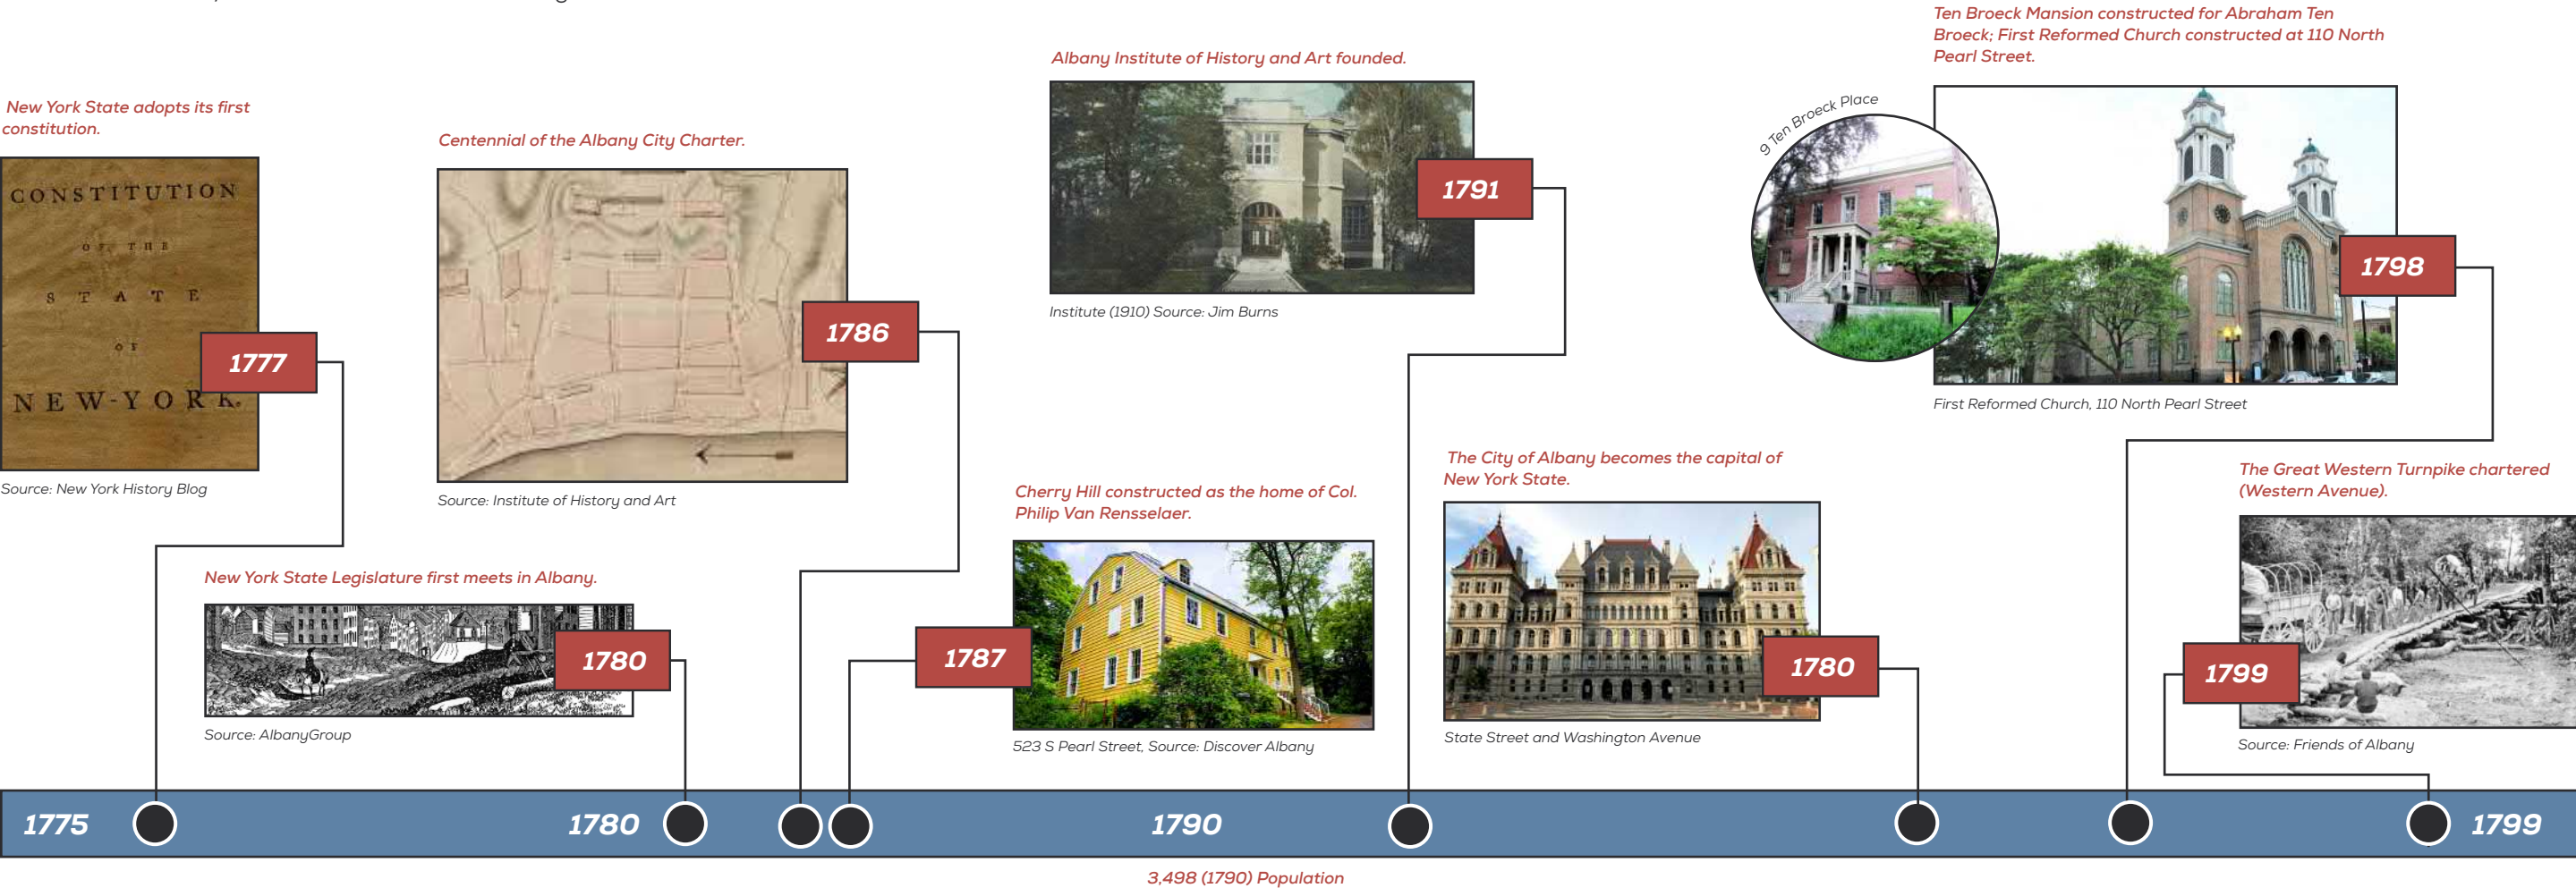 New York State adopts its first
constitution.
CONSTITUTION
OF THE
STATE
OF
NEW-YORK.
1777
Source: New York History Blog
New York State Legislature first meets in Albany.
1780
Source: AlbanyGroup
Centennial of the Albany City Charter.
1786
Source: Institute of History and Art
Cherry Hill constructed as the home of Col.
Philip Van Rensselaer.
1787
523 S Pearl Street, Source: Discover Albany
Albany Institute of History and Art founded.
1791
Institute (1910) Source: Jim Burns
The City of Albany becomes the capital of
New York State.
1780
State Street and Washington Avenue
Ten Broeck Mansion constructed for Abraham Ten
Broeck; First Reformed Church constructed at 110 North
Pearl Street.
9 Ten Broeck Place
1798
First Reformed Church, 110 North Pearl Street
The Great Western Turnpike chartered
(Western Avenue).
1799
Source: Friends of Albany
1775
1780
1790
1799
3,498 (1790) Population